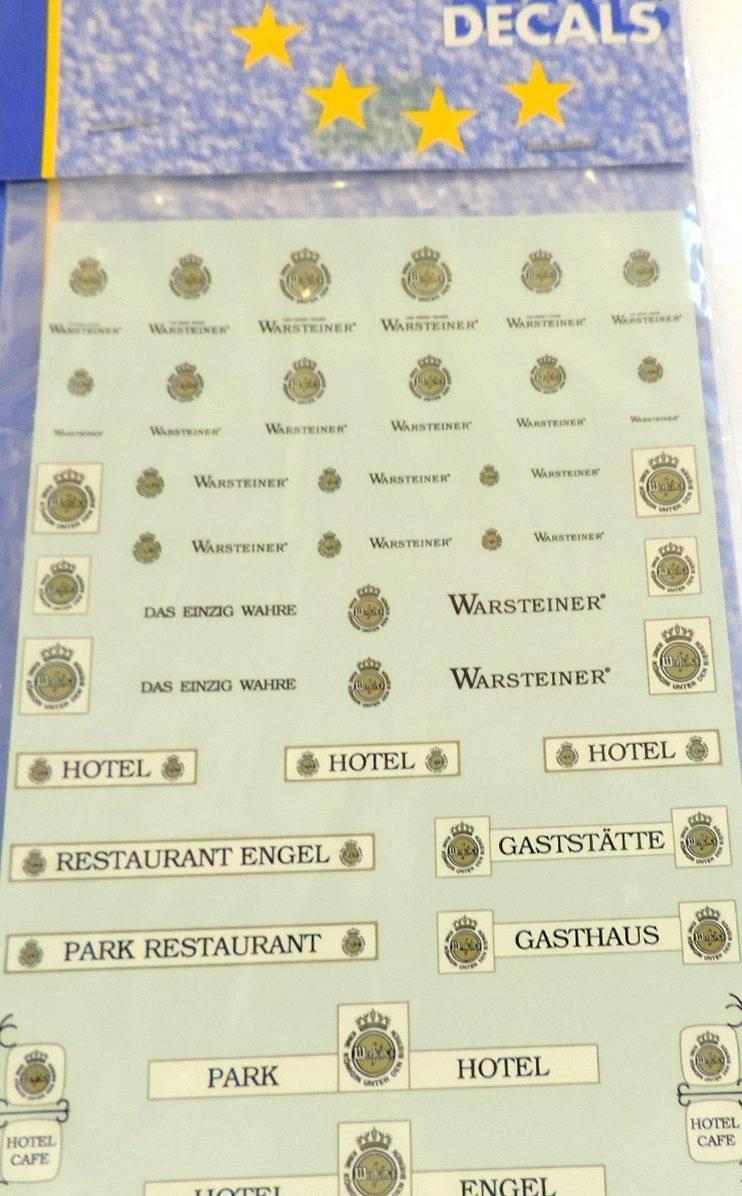 DECALS
WARSTEINER® WARSTEINER® WARSTEINER® WARSTEINER® WARSTEINER® WARSTEINER®
WARSTEINER® WARSTEINER® WARSTEINER® WARSTEINER® WARSTEINER® WARSTEINER®
WARSTEINER® WARSTEINER® WARSTEINER®
WARSTEINER® WARSTEINER® WARSTEINER®
DAS EINZIG WAHRE WARSTEINER®
DAS EINZIG WAHRE WARSTEINER®
HOTEL HOTEL HOTEL
RESTAURANT ENGEL GASTSTÄTTE
PARK RESTAURANT GASTHAUS
PARK HOTEL
HOTEL
CAFE
HOTEL
CAFE
HOTEL ENGEL